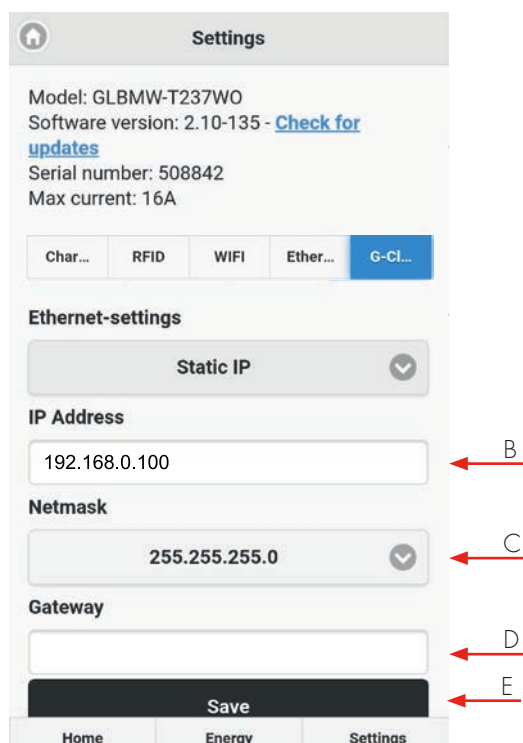 Settings
Model: GLBMW-T237WO
Software version: 2.10-135 - Check for
updates
Serial number: 508842
Max current: 16A
Char... RFID WIFI Ether... G-Cl...
Ethernet-settings
Static IP
IP Address
192.168.0.100
B
Netmask
255.255.255.0
C
Gateway
D
Save
E
Home Energy Settings